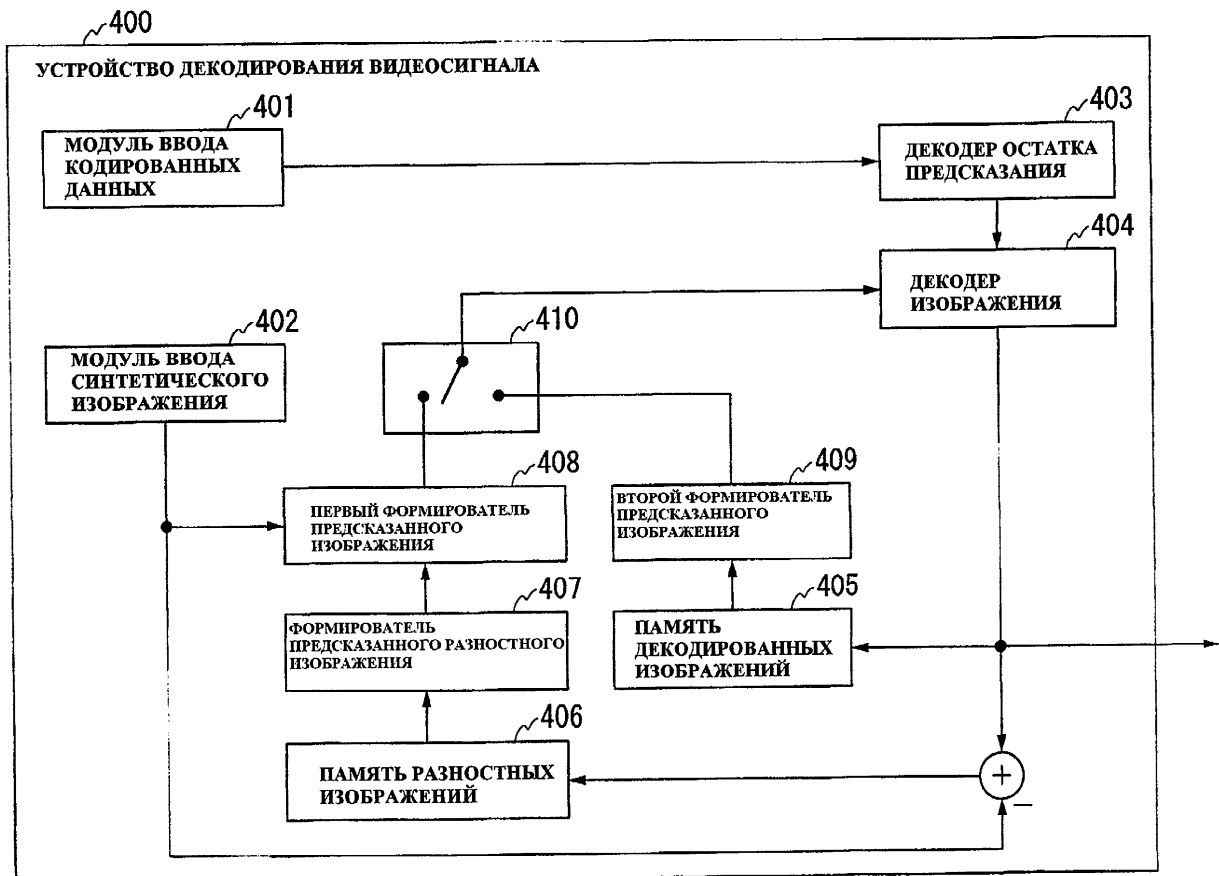 400
УСТРОЙСТВО ДЕКОДИРОВАНИЯ ВИДЕОСИГНАЛА
401
МОДУЛЬ ВВОДА
КОДИРОВАННЫХ
ДАННЫХ
403
ДЕКОДЕР ОСТАТКА
ПРЕДСКАЗАНИЯ
404
ДЕКОДЕР
ИЗОБРАЖЕНИЯ
402
МОДУЛЬ ВВОДА
СИНТЕТИЧЕСКОГО
ИЗОБРАЖЕНИЯ
410
408
ПЕРВЫЙ ФОРМИРОВАТЕЛЬ
ПРЕДСКАЗАННОГО
ИЗОБРАЖЕНИЯ
409
ВТОРОЙ ФОРМИРОВАТЕЛЬ
ПРЕДСКАЗАННОГО
ИЗОБРАЖЕНИЯ
407
ФОРМИРОВАТЕЛЬ
ПРЕДСКАЗАННОГО РАЗНОСТНОГО
ИЗОБРАЖЕНИЯ
405
ПАМЯТЬ
ДЕКОДИРОВАННЫХ
ИЗОБРАЖЕНИЙ
406
ПАМЯТЬ РАЗНОСТНЫХ
ИЗОБРАЖЕНИЙ
+
−